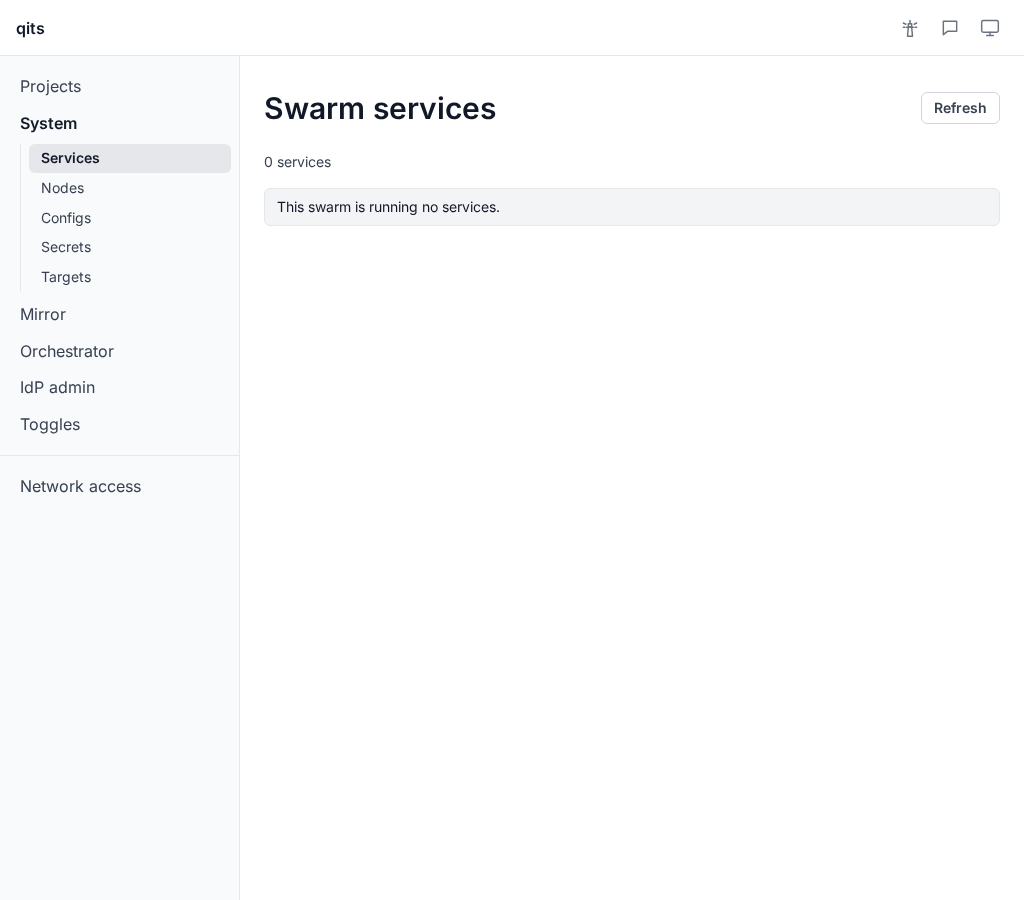 qits
Projects
System
Services
Nodes
Configs
Secrets
Targets
Mirror
Orchestrator
IdP admin
Toggles
Network access
Swarm services
Refresh
0 services
This swarm is running no services.